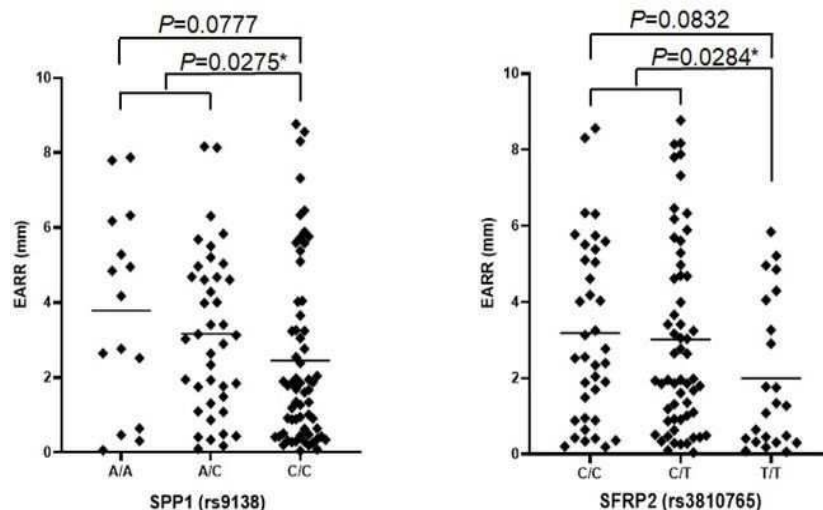 P=0.0777
P=0.0275*
10
8
6
4
2
0
EARR (mm)
A/A A/C C/C
SPP1 (rs9138)
P=0.0832
P=0.0284*
10
8
6
4
2
0
EARR (mm)
C/C C/T T/T
SFRP2 (rs3810765)